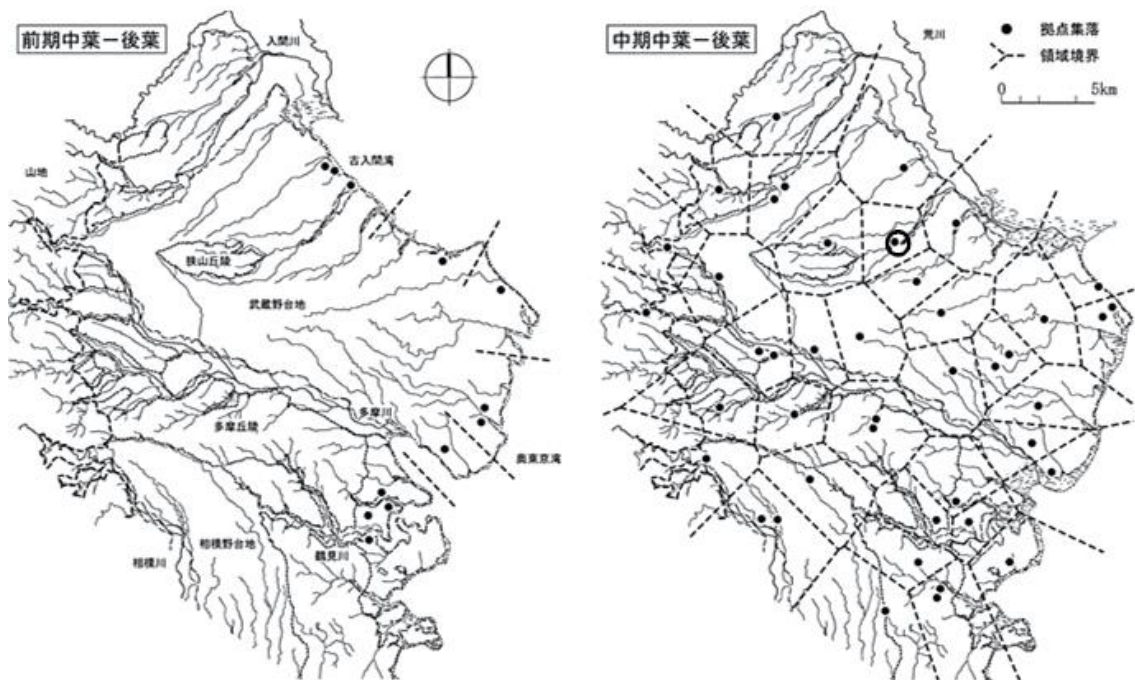 前期中葉ー後葉
入間川
山地
古入間湾
狭山丘陵
武蔵野台地
多摩川
多摩丘陵
奥東京湾
相模野台地
鶴見川
相模川
中期中葉ー後葉
荒川
拠点集落
領域境界
0 5km